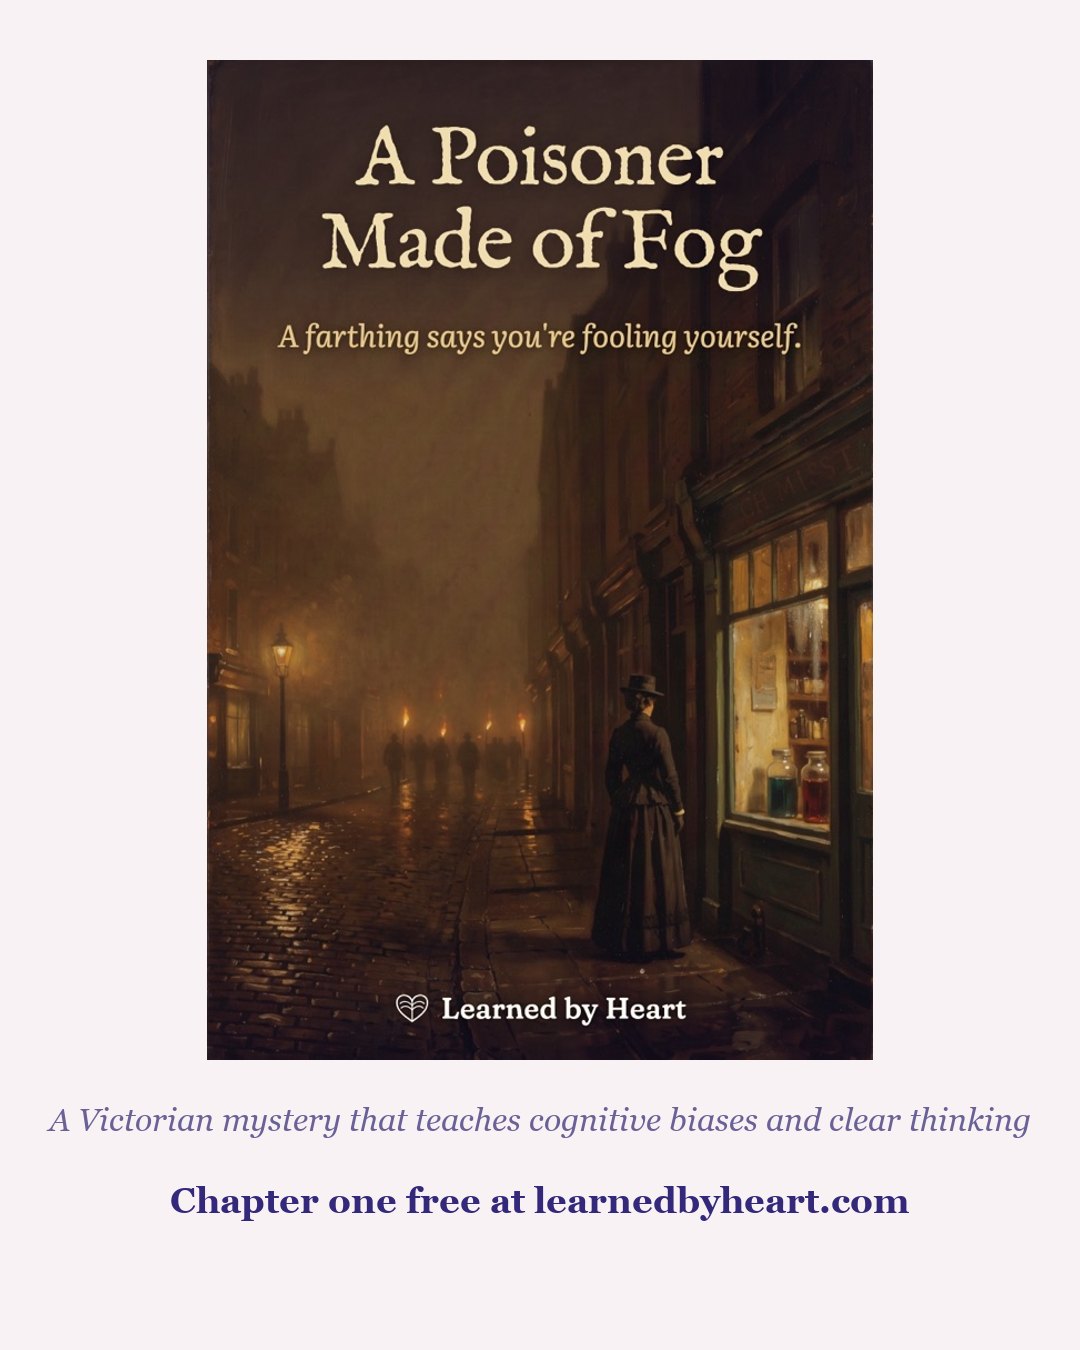 A Poisoner
Made of Fog
A farthing says you're fooling yourself.
Learned by Heart
A Victorian mystery that teaches cognitive biases and clear thinking
Chapter one free at learnedbyheart.com